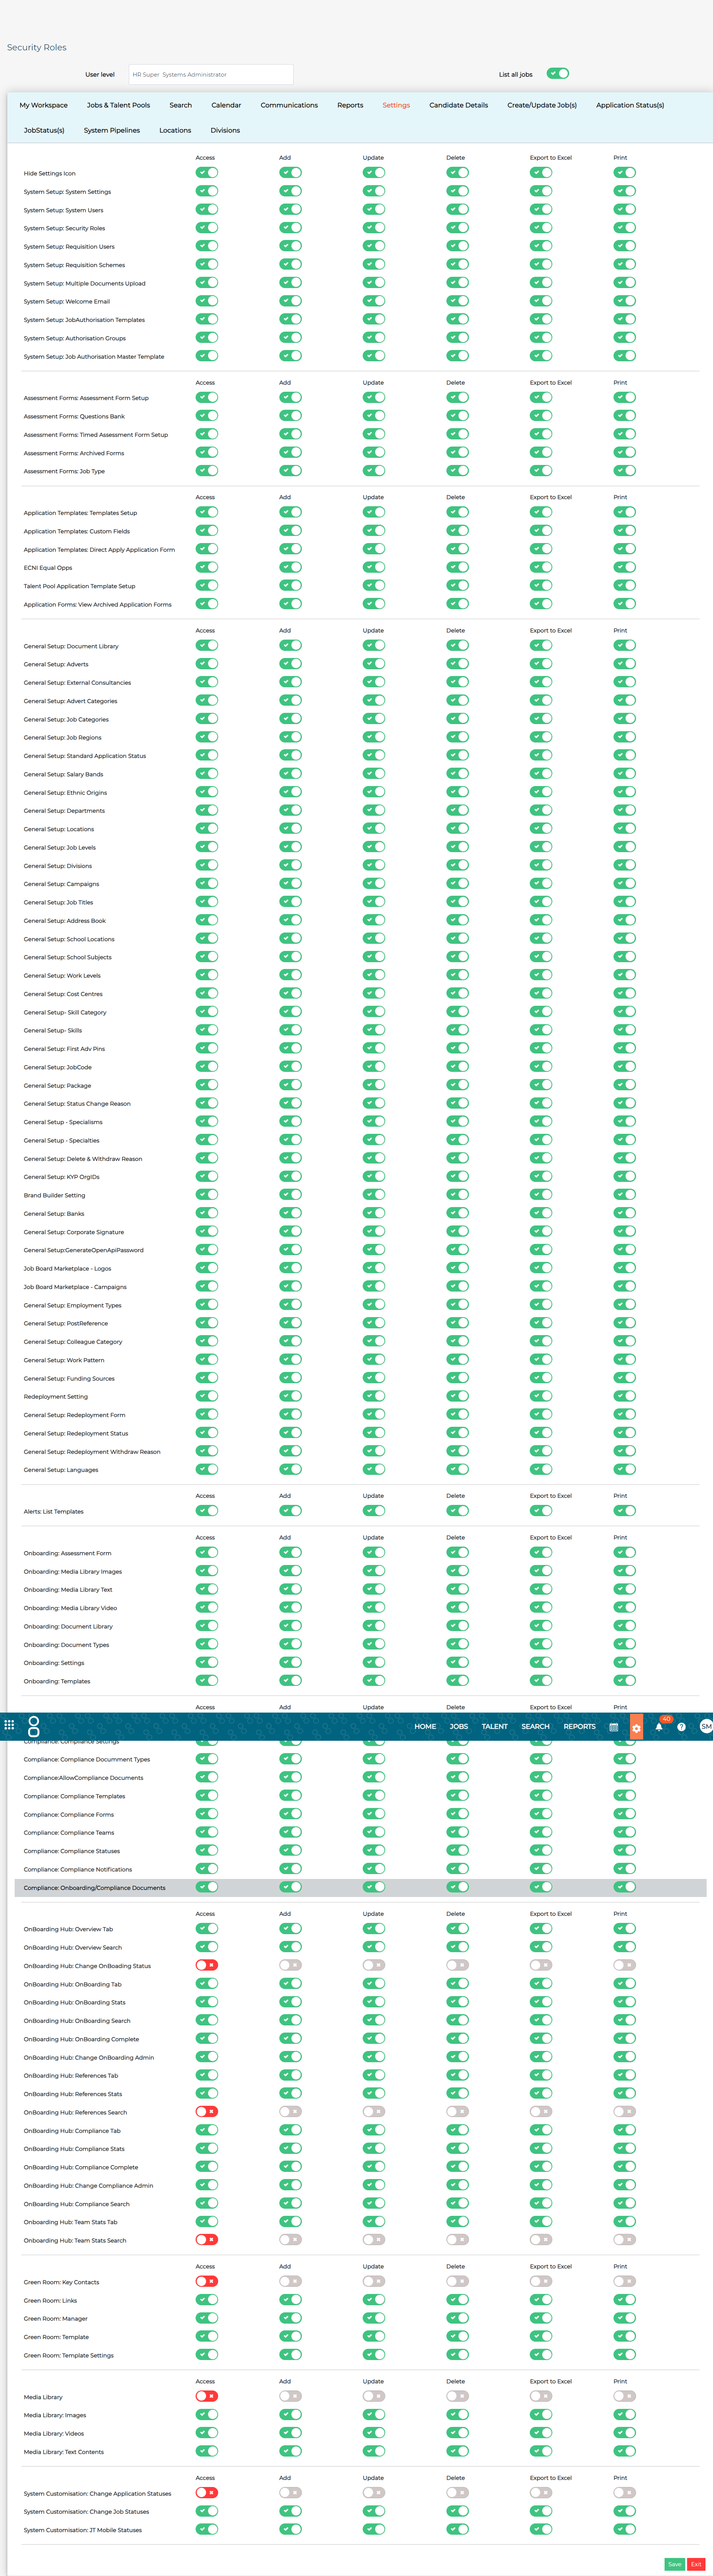 Security Roles
User level HR Super Systems Administrator List all jobs
My Workspace Jobs & Talent Pools Search Calendar Communications Reports Settings Candidate Details Create/Update Job(s) Application Status(s)
JobStatus(s) System Pipelines Locations Divisions
Access Add Update Delete Export to Excel Print
Hide Settings Icon
System Setup: System Settings
System Setup: System Users
System Setup: Security Roles
System Setup: Requisition Users
System Setup: Requisition Schemes
System Setup: Multiple Documents Upload
System Setup: Welcome Email
System Setup: JobAuthorisation Templates
System Setup: Authorisation Groups
System Setup: Job Authorisation Master Template
Access Add Update Delete Export to Excel Print
Assessment Forms: Assessment Form Setup
Assessment Forms: Questions Bank
Assessment Forms: Timed Assessment Form Setup
Assessment Forms: Archived Forms
Assessment Forms: Job Type
Access Add Update Delete Export to Excel Print
Application Templates: Templates Setup
Application Templates: Custom Fields
Application Templates: Direct Apply Application Form
ECNI Equal Opps
Talent Pool Application Template Setup
Application Forms: View Archived Application Forms
Access Add Update Delete Export to Excel Print
General Setup: Document Library
General Setup: Adverts
General Setup: External Consultancies
General Setup: Advert Categories
General Setup: Job Categories
General Setup: Job Regions
General Setup: Standard Application Status
General Setup: Salary Bands
General Setup: Ethnic Origins
General Setup: Departments
General Setup: Locations
General Setup: Job Levels
General Setup: Divisions
General Setup: Campaigns
General Setup: Job Titles
General Setup: Address Book
General Setup: School Locations
General Setup: School Subjects
General Setup: Work Levels
General Setup: Cost Centres
General Setup- Skill Category
General Setup- Skills
General Setup: First Adv Pins
General Setup: JobCode
General Setup: Package
General Setup: Status Change Reason
General Setup - Specialisms
General Setup - Specialties
General Setup: Delete & Withdraw Reason
General Setup: KYP OrgIDs
Brand Builder Setting
General Setup: Banks
General Setup: Corporate Signature
General Setup:GenerateOpenApiPassword
Job Board Marketplace - Logos
Job Board Marketplace - Campaigns
General Setup: Employment Types
General Setup: PostReference
General Setup: Colleague Category
General Setup: Work Pattern
General Setup: Funding Sources
Redeployment Setting
General Setup: Redeployment Form
General Setup: Redeployment Status
General Setup: Redeployment Withdraw Reason
General Setup: Languages
Access Add Update Delete Export to Excel Print
Alerts: List Templates
Access Add Update Delete Export to Excel Print
Onboarding: Assessment Form
Onboarding: Media Library Images
Onboarding: Media Library Text
Onboarding: Media Library Video
Onboarding: Document Library
Onboarding: Document Types
Onboarding: Settings
Onboarding: Templates
Access Add Update Delete Export to Excel Print
HOME JOBS TALENT SEARCH REPORTS 40 SM
Compliance: Compliance Settings
Compliance: Compliance Docummment Types
Compliance:AllowCompliance Documents
Compliance: Compliance Templates
Compliance: Compliance Forms
Compliance: Compliance Teams
Compliance: Compliance Statuses
Compliance: Compliance Notifications
Compliance: Onboarding/Compliance Documents
Access Add Update Delete Export to Excel Print
OnBoarding Hub: Overview Tab
OnBoarding Hub: Overview Search
OnBoarding Hub: Change OnBoading Status
OnBoarding Hub: OnBoarding Tab
OnBoarding Hub: OnBoarding Stats
OnBoarding Hub: OnBoarding Search
OnBoarding Hub: OnBoarding Complete
OnBoarding Hub: Change OnBoarding Admin
OnBoarding Hub: References Tab
OnBoarding Hub: References Stats
OnBoarding Hub: References Search
OnBoarding Hub: Compliance Tab
OnBoarding Hub: Compliance Stats
OnBoarding Hub: Compliance Complete
OnBoarding Hub: Change Compliance Admin
OnBoarding Hub: Compliance Search
Onboarding Hub: Team Stats Tab
Onboarding Hub: Team Stats Search
Access Add Update Delete Export to Excel Print
Green Room: Key Contacts
Green Room: Links
Green Room: Manager
Green Room: Template
Green Room: Template Settings
Access Add Update Delete Export to Excel Print
Media Library
Media Library: Images
Media Library: Videos
Media Library: Text Contents
Access Add Update Delete Export to Excel Print
System Customisation: Change Application Statuses
System Customisation: Change Job Statuses
System Customisation: JT Mobile Statuses
Save Exit